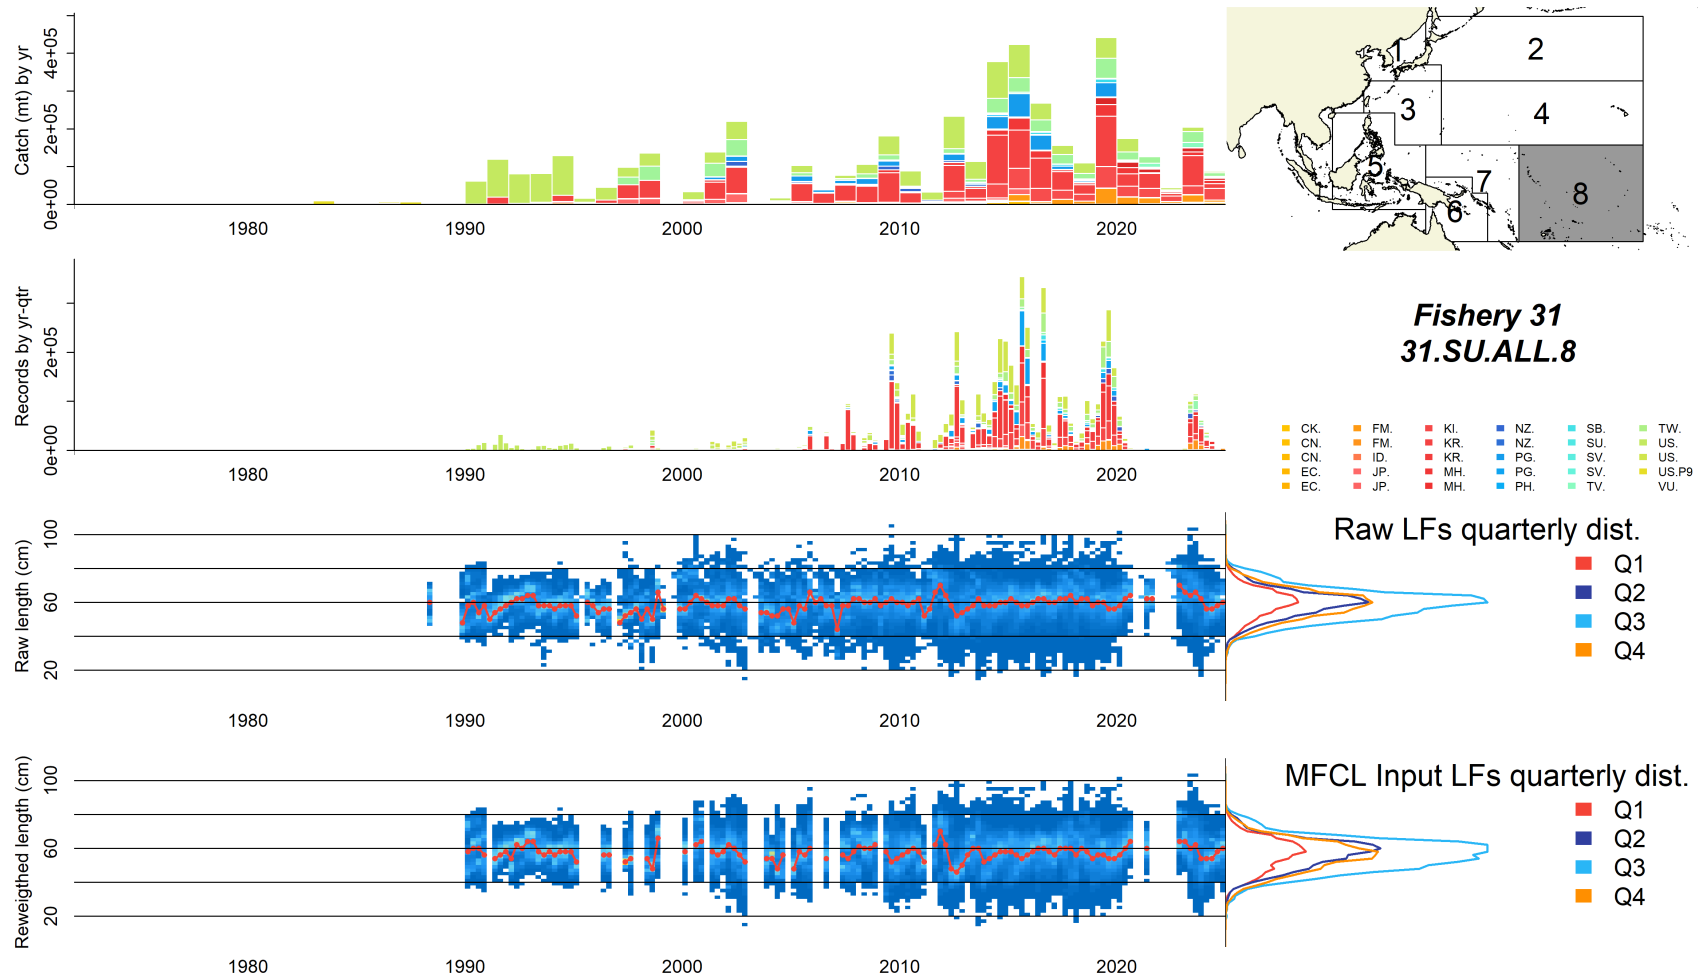 Catch (mt) by yr
0e+00
2e+05
4e+05
1980
1990
2000
2010
2020
1
2
3
4
5
6
7
8
Records by yr-qtr
0e+00
2e+05
1980
1990
2000
2010
2020
Fishery 31
31.SU.ALL.8
CK. FM. KI. NZ. SB. TW.
CN. FM. KR. NZ. SU. US.
CN. ID. KR. PG. SV. US.
EC. JP. MH. PG. SV. US.P9
EC. JP. MH. PH. TV. VU.
Raw length (cm)
20
60
100
1980
1990
2000
2010
2020
Raw LFs quarterly dist.
Q1
Q2
Q3
Q4
Reweigthed length (cm)
20
60
100
1980
1990
2000
2010
2020
MFCL Input LFs quarterly dist.
Q1
Q2
Q3
Q4